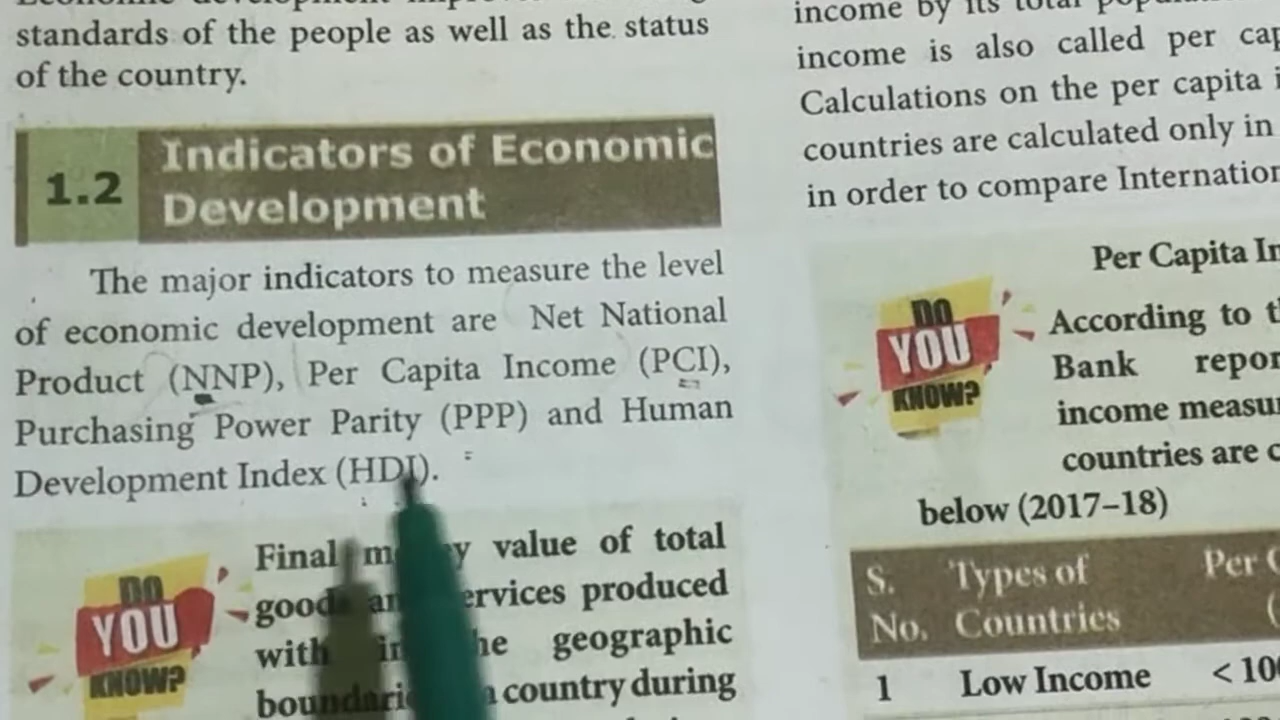 standards of the people as well as the status
of the country.
1.2
Indicators of Economic
Development
The major indicators to measure the level
of economic development are Net National
Product (NNP), Per Capita Income (PCI),
Purchasing Power Parity (PPP) and Human
Development Index (HDI).
DO
YOU
KNOW?
Final value of total
produced
geographic
country during
income by its total
income is also called per
Calculations on the per capita
countries are calculated only in
in order to compare
DO
YOU
KNOW?
Per Capita
According to
Bank
income
countries are
below (2017–18)
S.
No.
Types of
Countries
Per
1 Low Income <